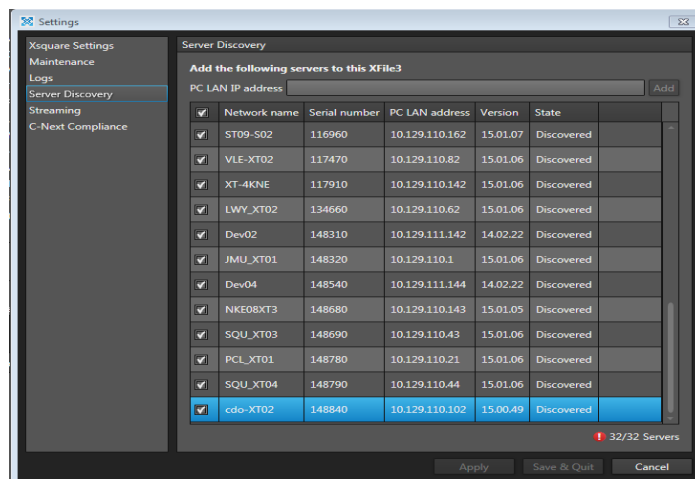 Settings
Xsquare Settings
Maintenance
Logs
Server Discovery
Streaming
C-Next Compliance
Server Discovery
Add the following servers to this XFile3
PC LAN IP address Add
Network name Serial number PC LAN address Version State
ST09-S02 116960 10.129.110.162 15.01.07 Discovered
VLE-XT02 117470 10.129.110.82 15.01.06 Discovered
XT-4KNE 117910 10.129.110.142 15.01.06 Discovered
LWY_XT02 134660 10.129.110.62 15.01.06 Discovered
Dev02 148310 10.129.111.142 14.02.22 Discovered
JMU_XT01 148320 10.129.110.1 15.01.06 Discovered
Dev04 148540 10.129.111.144 14.02.22 Discovered
NKE08XT3 148680 10.129.110.143 15.01.05 Discovered
SQU_XT03 148690 10.129.110.43 15.01.06 Discovered
PCL_XT01 148780 10.129.110.21 15.01.06 Discovered
SQU_XT04 148790 10.129.110.44 15.01.06 Discovered
cdo-XT02 148840 10.129.110.102 15.00.49 Discovered
32/32 Servers
Apply Save & Quit Cancel